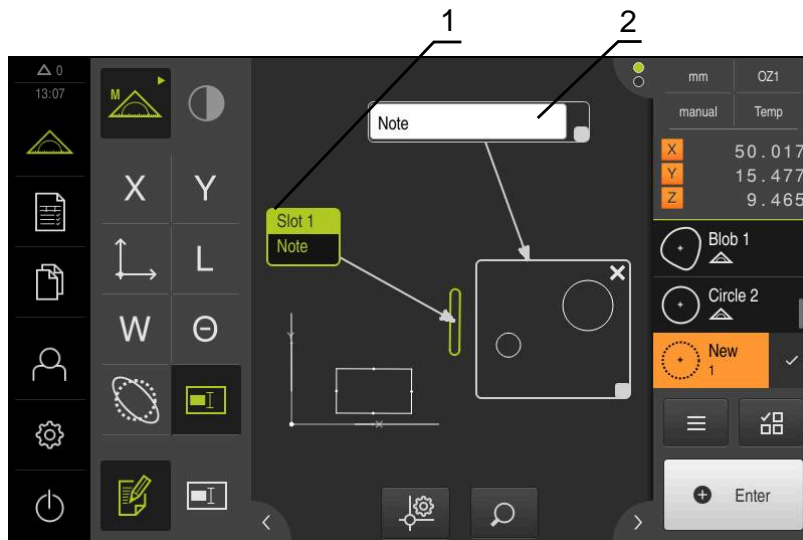 1
2
0
13:07
M
X
Y
L
W
Θ
Note
Slot 1
Note
Y
X
mm
OZ1
manual
Temp
X 50.017
Y 15.477
Z 9.465
Blob 1
Circle 2
New
1
Enter